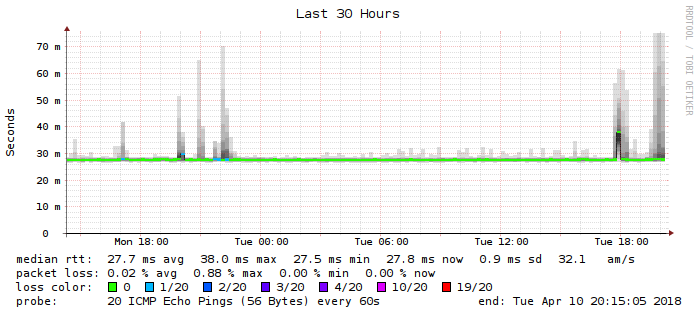 Last 30 Hours
RRDTOOL / TOBI OETIKER
Seconds
70 m
60 m
50 m
40 m
30 m
20 m
10 m
0
Mon 18:00 Tue 00:00 Tue 06:00 Tue 12:00 Tue 18:00
median rtt: 27.7 ms avg 38.0 ms max 27.5 ms min 27.8 ms now 0.9 ms sd 32.1 am/s
packet loss: 0.02 % avg 0.88 % max 0.00 % min 0.00 % now
loss color: 0 1/20 2/20 3/20 4/20 10/20 19/20
probe: 20 ICMP Echo Pings (56 Bytes) every 60s end: Tue Apr 10 20:15:05 2018